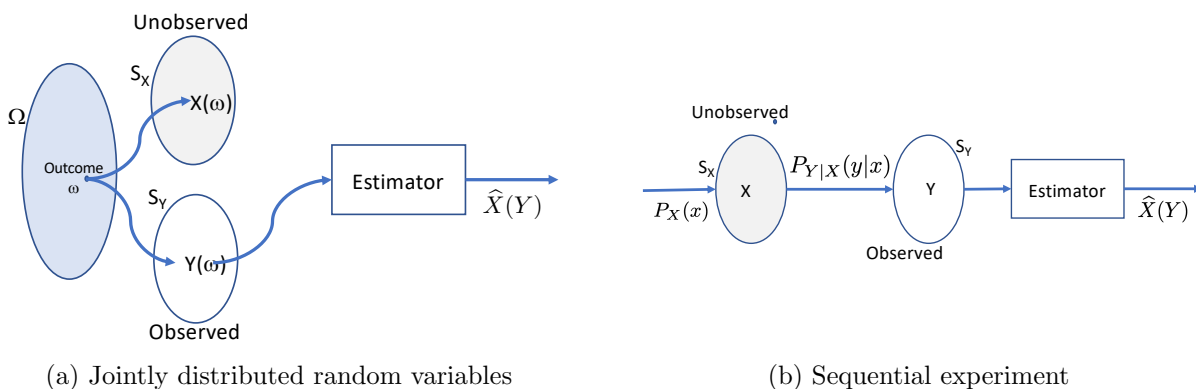 Unobserved
S_X
X(ω)
Ω
Outcome
ω
S_Y
Y(ω)
Observed
Estimator
X̂(Y)
(a) Jointly distributed random variables
Unobserved
S_X
X
P_X(x)
P_{Y|X}(y|x)
S_Y
Y
Observed
Estimator
X̂(Y)
(b) Sequential experiment